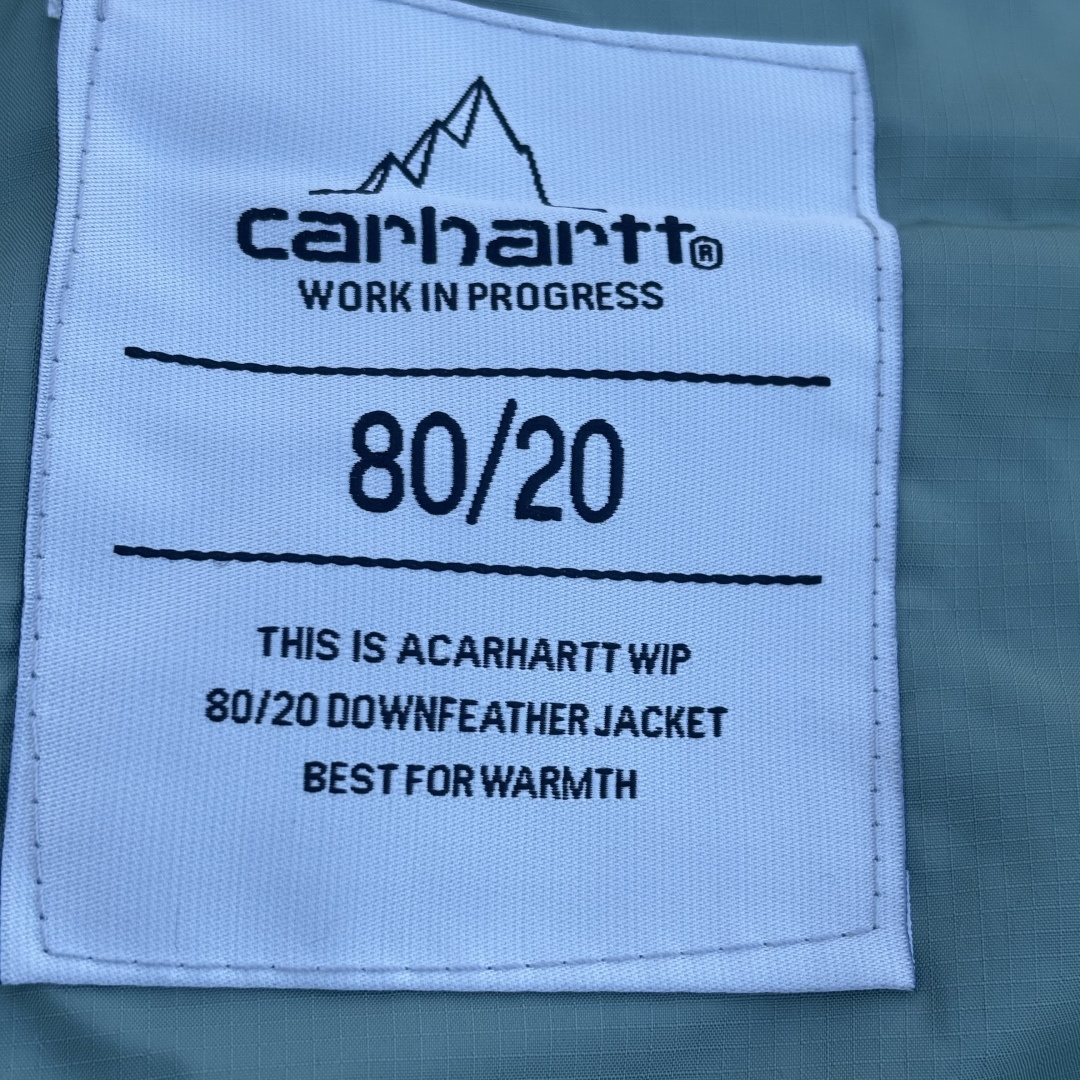 carhartt®
WORK IN PROGRESS
80/20
THIS IS ACARHARTT WIP
80/20 DOWNFEATHER JACKET
BEST FOR WARMTH